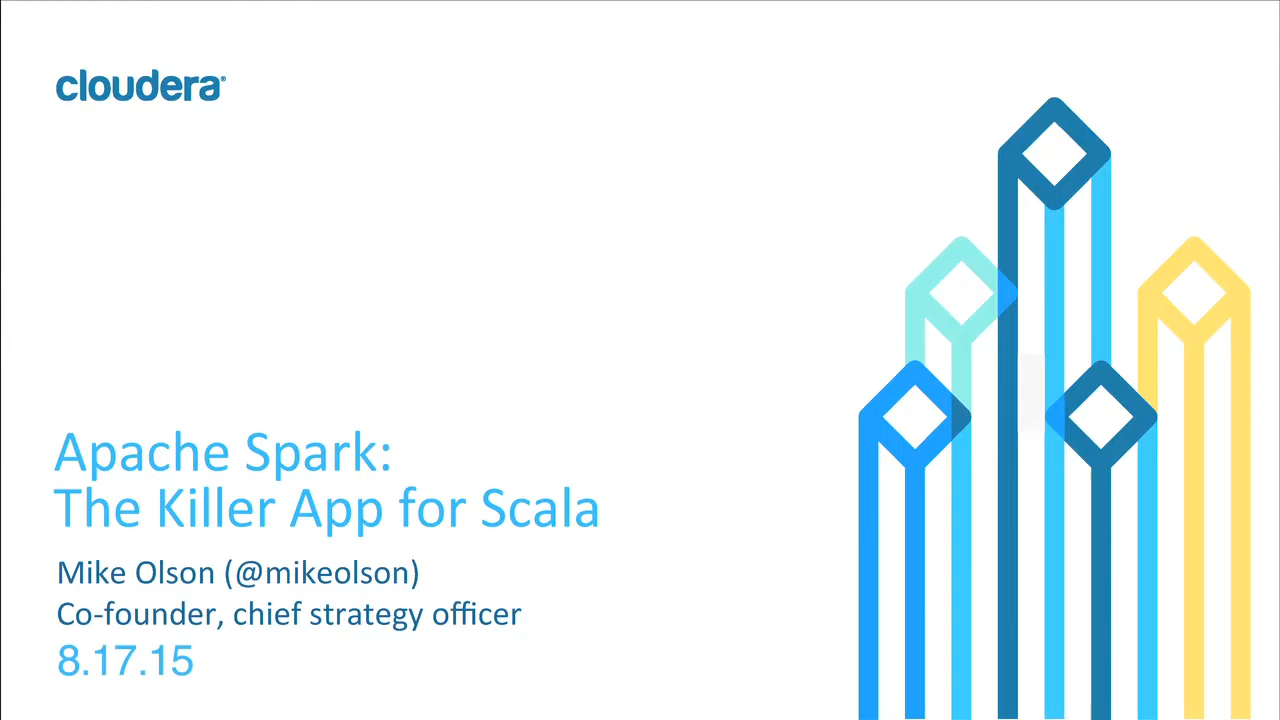 cloudera®
Apache Spark:
The Killer App for Scala
Mike Olson (@mikeolson)
Co-founder, chief strategy officer
8.17.15